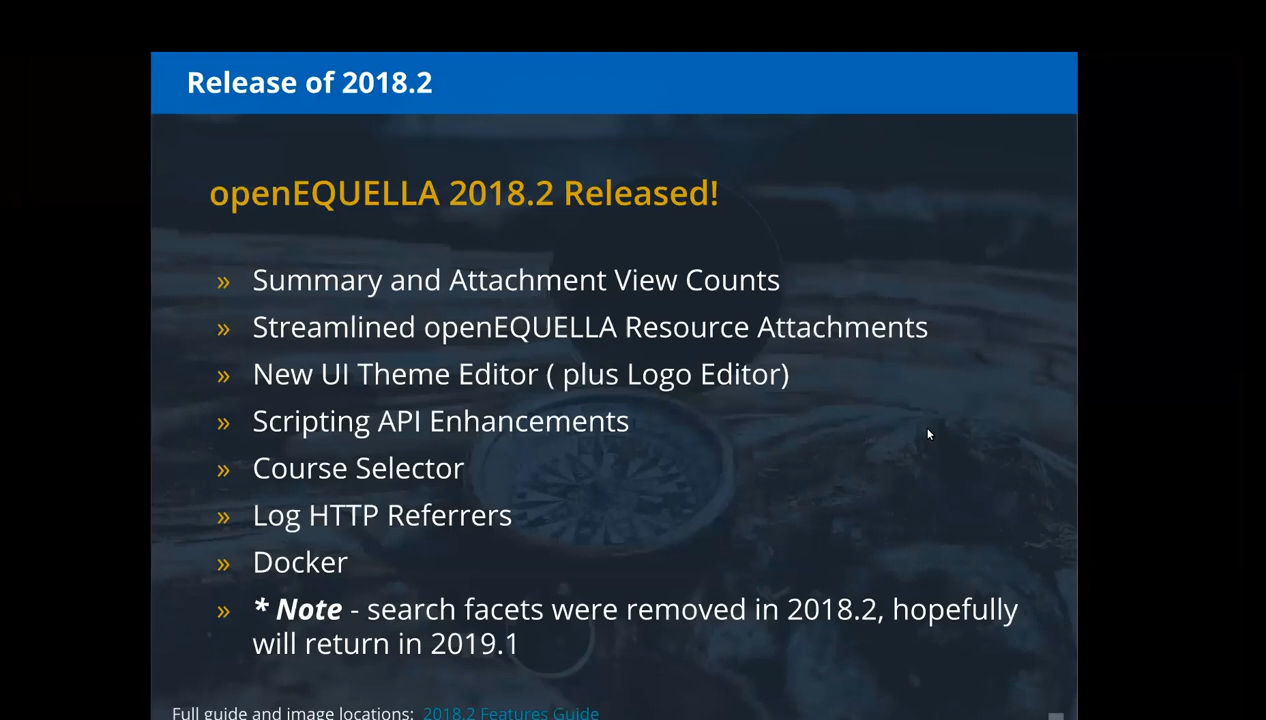 Release of 2018.2
openEQUELLA 2018.2 Released!
» Summary and Attachment View Counts
» Streamlined openEQUELLA Resource Attachments
» New UI Theme Editor ( plus Logo Editor)
» Scripting API Enhancements
» Course Selector
» Log HTTP Referrers
» Docker
» * Note - search facets were removed in 2018.2, hopefully
will return in 2019.1
Full guide and image locations: 2018.2 Features Guide